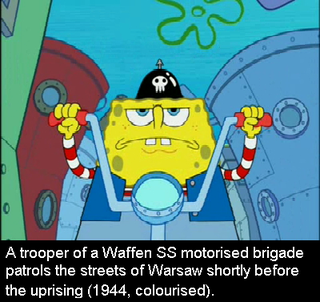 A trooper of a Waffen SS motorised brigade
patrols the streets of Warsaw shortly before
the uprising (1944, colourised).